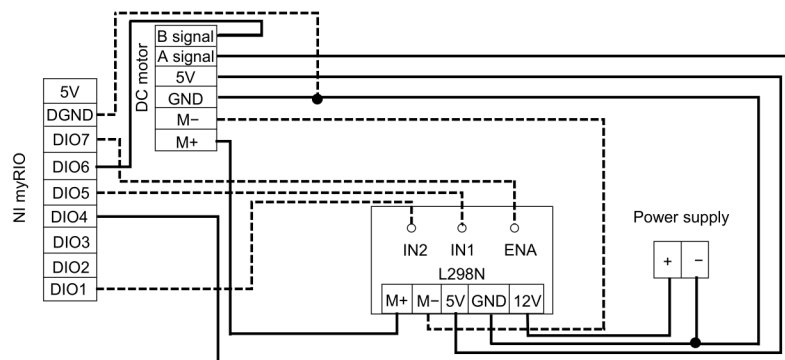 B signal
A signal
5V
GND
M−
M+
DC motor
5V
DGND
DIO7
DIO6
DIO5
DIO4
DIO3
DIO2
DIO1
NI myRIO
IN2 IN1 ENA
L298N
M+ M− 5V GND 12V
Power supply
+ −